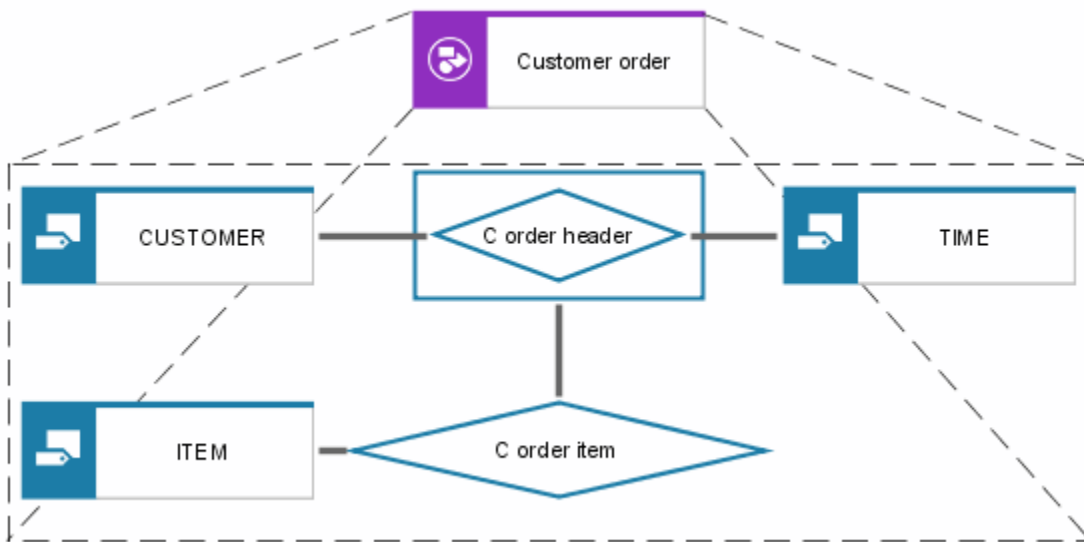 Customer order
CUSTOMER
C order header
TIME
ITEM
C order item